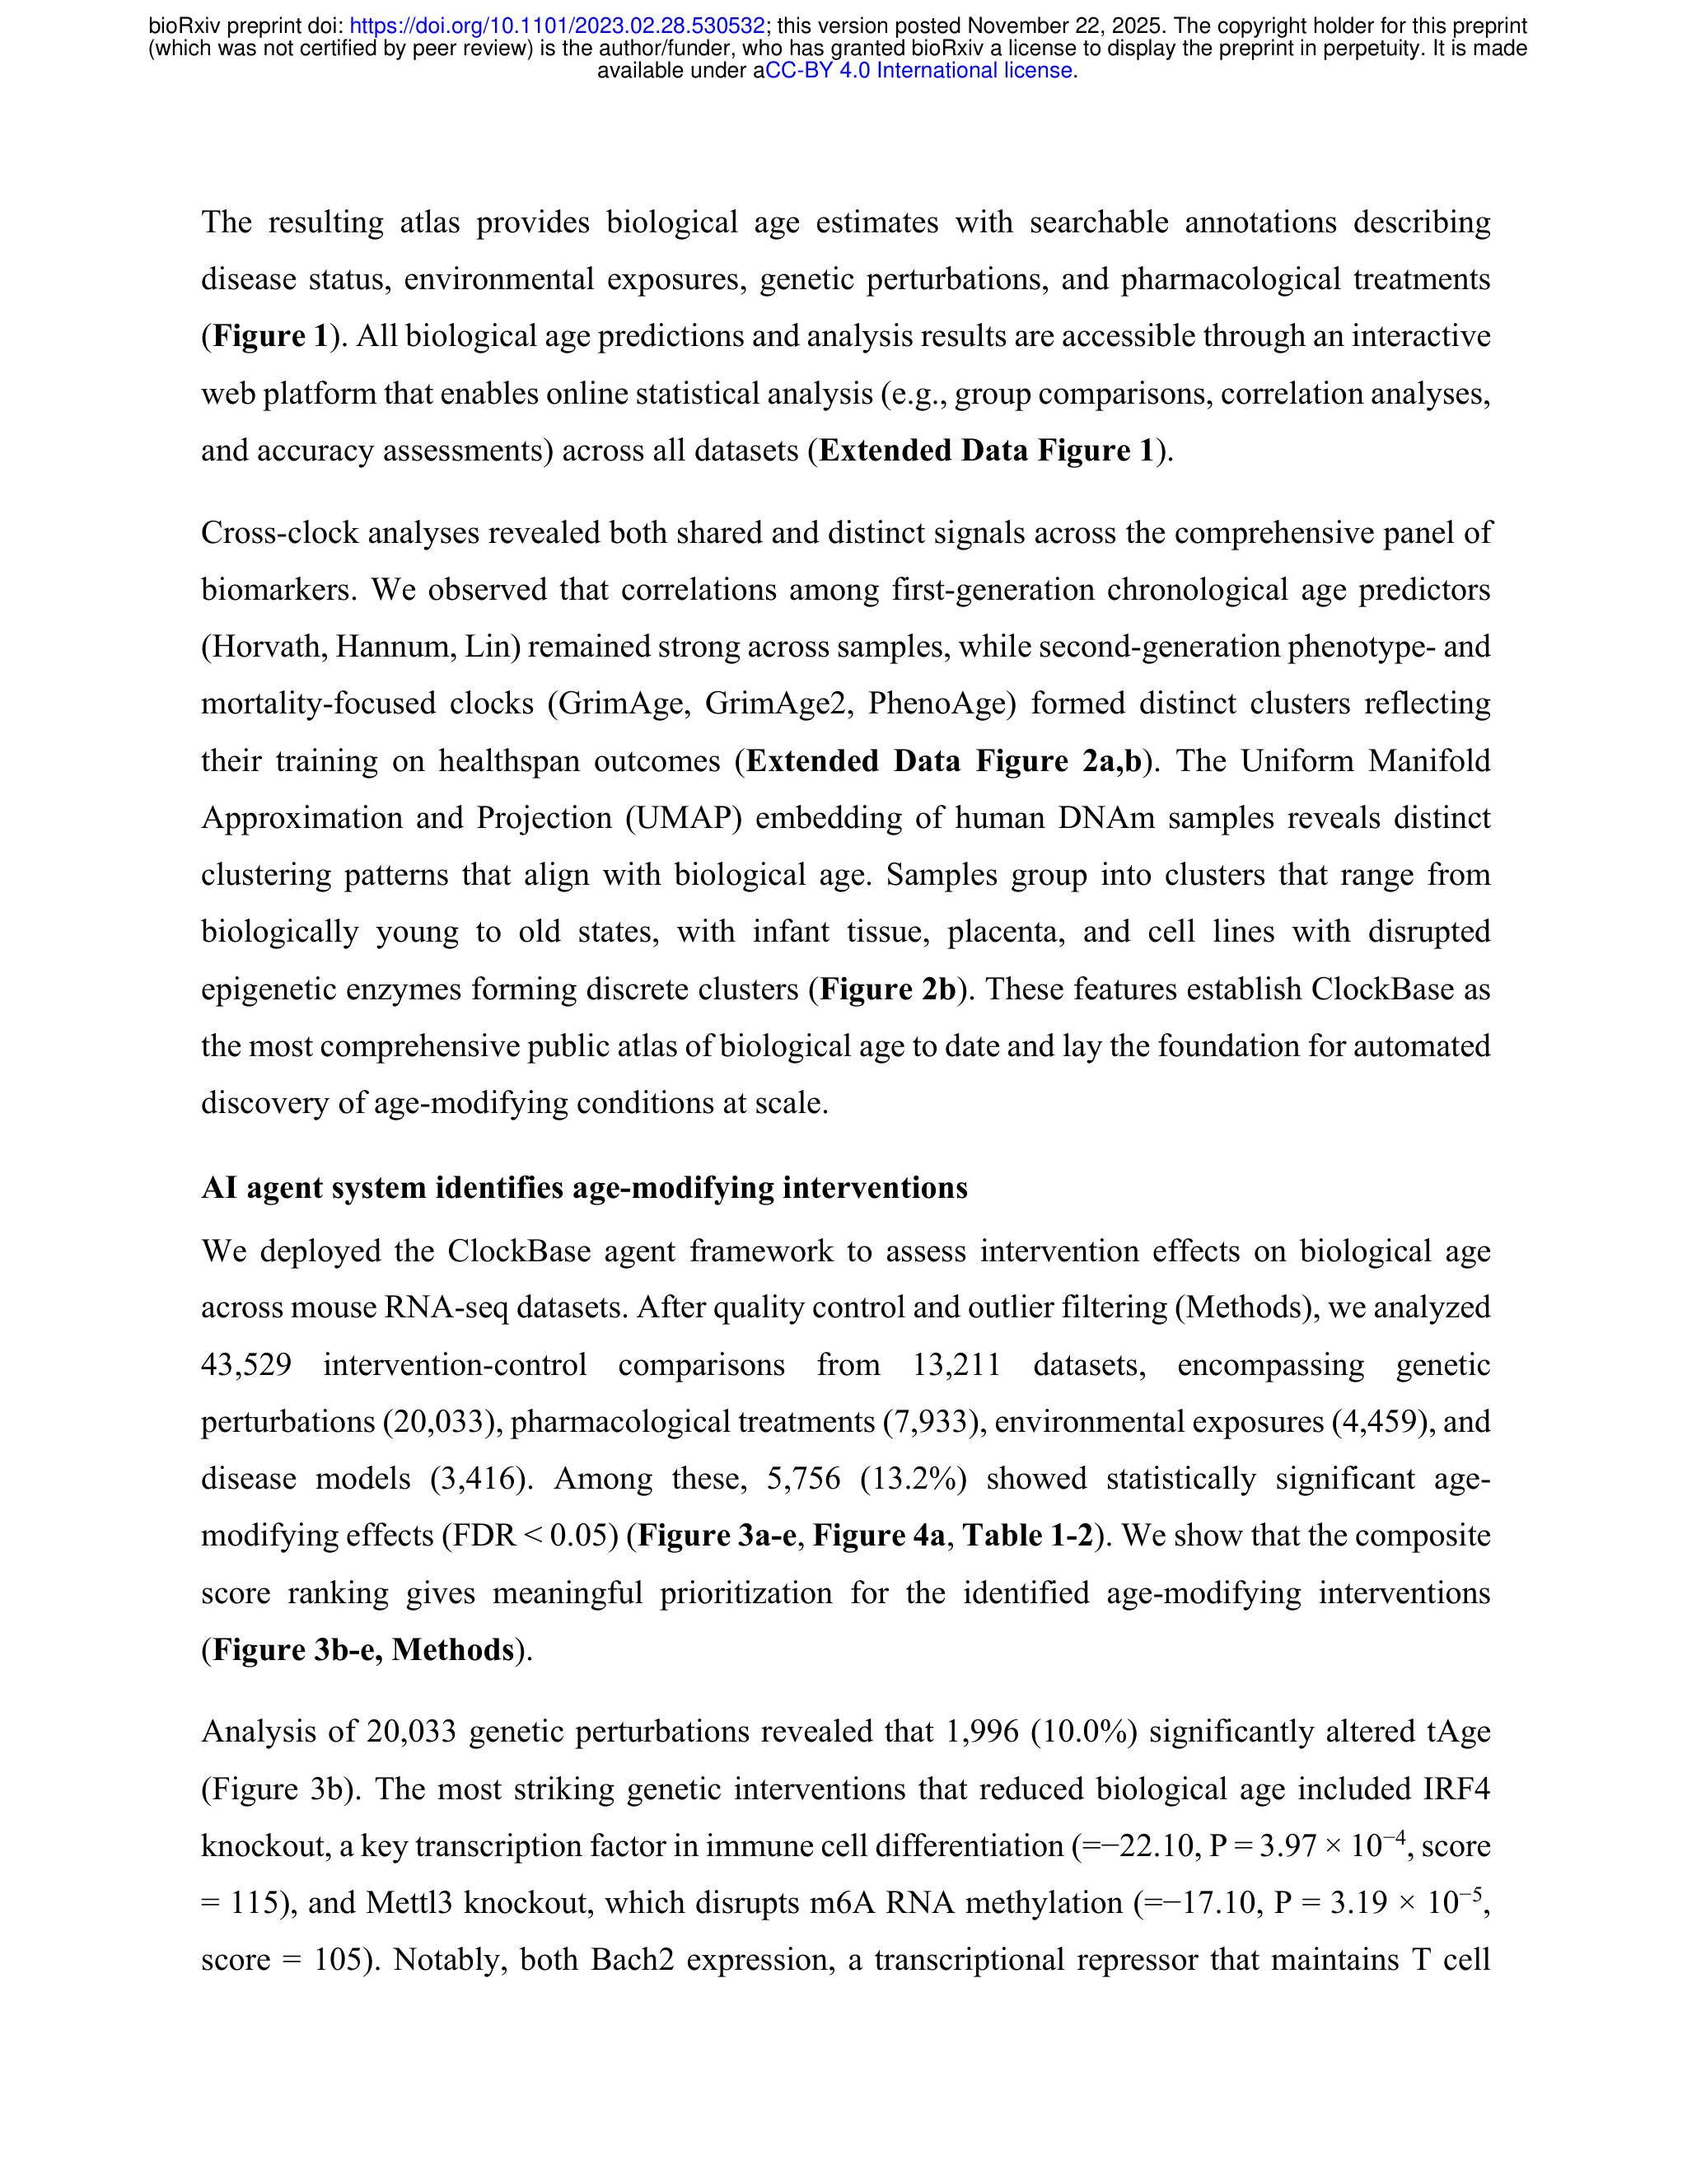 bioRxiv preprint doi: https://doi.org/10.1101/2023.02.28.530532; this version posted November 22, 2025. The copyright holder for this preprint
(which was not certified by peer review) is the author/funder, who has granted bioRxiv a license to display the preprint in perpetuity. It is made
available under aCC-BY 4.0 International license.
The resulting atlas provides biological age estimates with searchable annotations describing
disease status, environmental exposures, genetic perturbations, and pharmacological treatments
(Figure 1). All biological age predictions and analysis results are accessible through an interactive
web platform that enables online statistical analysis (e.g., group comparisons, correlation analyses,
and accuracy assessments) across all datasets (Extended Data Figure 1).
Cross-clock analyses revealed both shared and distinct signals across the comprehensive panel of
biomarkers. We observed that correlations among first-generation chronological age predictors
(Horvath, Hannum, Lin) remained strong across samples, while second-generation phenotype- and
mortality-focused clocks (GrimAge, GrimAge2, PhenoAge) formed distinct clusters reflecting
their training on healthspan outcomes (Extended Data Figure 2a,b). The Uniform Manifold
Approximation and Projection (UMAP) embedding of human DNAm samples reveals distinct
clustering patterns that align with biological age. Samples group into clusters that range from
biologically young to old states, with infant tissue, placenta, and cell lines with disrupted
epigenetic enzymes forming discrete clusters (Figure 2b). These features establish ClockBase as
the most comprehensive public atlas of biological age to date and lay the foundation for automated
discovery of age-modifying conditions at scale.
AI agent system identifies age-modifying interventions
We deployed the ClockBase agent framework to assess intervention effects on biological age
across mouse RNA-seq datasets. After quality control and outlier filtering (Methods), we analyzed
43,529 intervention-control comparisons from 13,211 datasets, encompassing genetic
perturbations (20,033), pharmacological treatments (7,933), environmental exposures (4,459), and
disease models (3,416). Among these, 5,756 (13.2%) showed statistically significant age-
modifying effects (FDR < 0.05) (Figure 3a-e, Figure 4a, Table 1-2). We show that the composite
score ranking gives meaningful prioritization for the identified age-modifying interventions
(Figure 3b-e, Methods).
Analysis of 20,033 genetic perturbations revealed that 1,996 (10.0%) significantly altered tAge
(Figure 3b). The most striking genetic interventions that reduced biological age included IRF4
knockout, a key transcription factor in immune cell differentiation (=−22.10, P = 3.97 × 10⁻⁴, score
= 115), and Mettl3 knockout, which disrupts m6A RNA methylation (=−17.10, P = 3.19 × 10⁻⁵,
score = 105). Notably, both Bach2 expression, a transcriptional repressor that maintains T cell